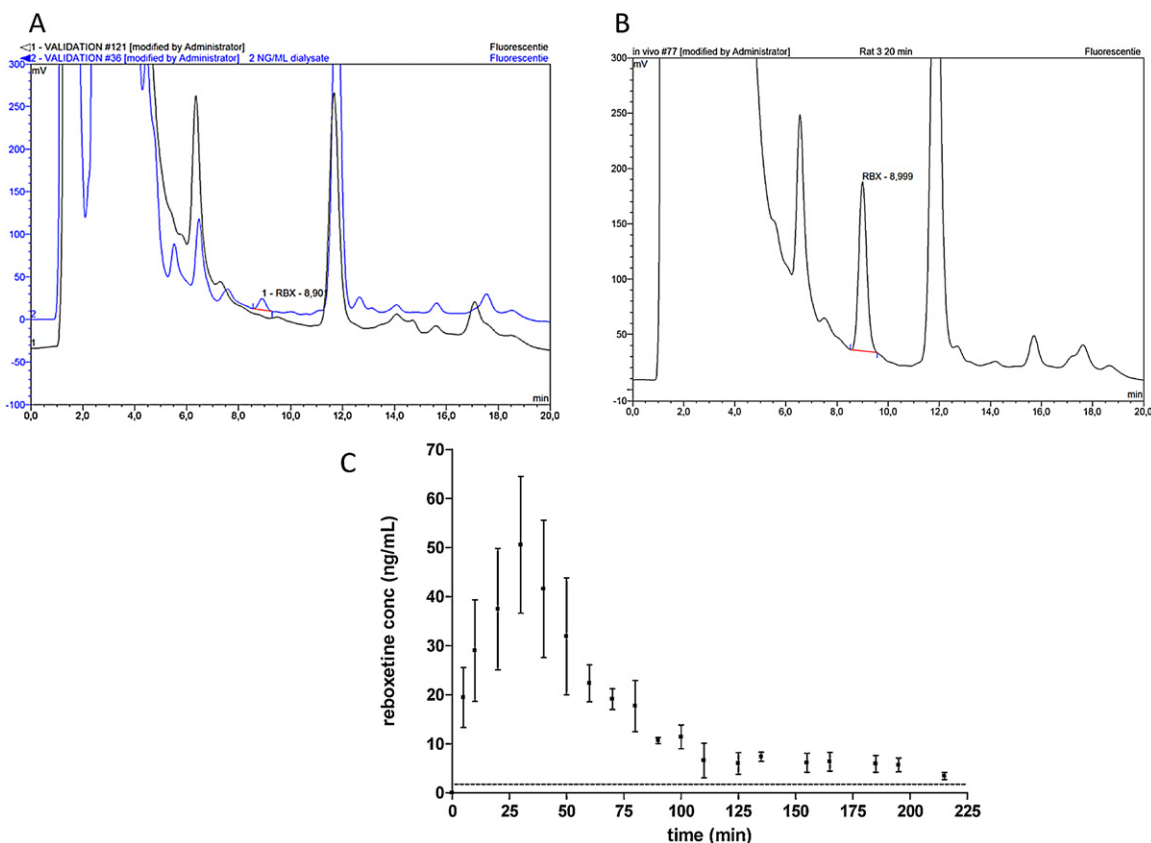 A
1 - VALIDATION #121 [modified by Administrator] Fluorescentie
2 - VALIDATION #36 [modified by Administrator] 2 NG/ML dialysate Fluorescentie
300
mV
250
200
150
100
50
0
-50
-100
2
1
1 - RBX - 8,90
min
0,0 2,0 4,0 6,0 8,0 10,0 12,0 14,0 16,0 18,0 20,0
B
in vivo #77 [modified by Administrator] Rat 3 20 min Fluorescentie
300
mV
250
200
150
100
50
-10
RBX - 8,999
min
0,0 2,0 4,0 6,0 8,0 10,0 12,0 14,0 16,0 18,0 20,0
C
reboxetine conc (ng/mL)
70
60
50
40
30
20
10
0
0 25 50 75 100 125 150 175 200 225
time (min)